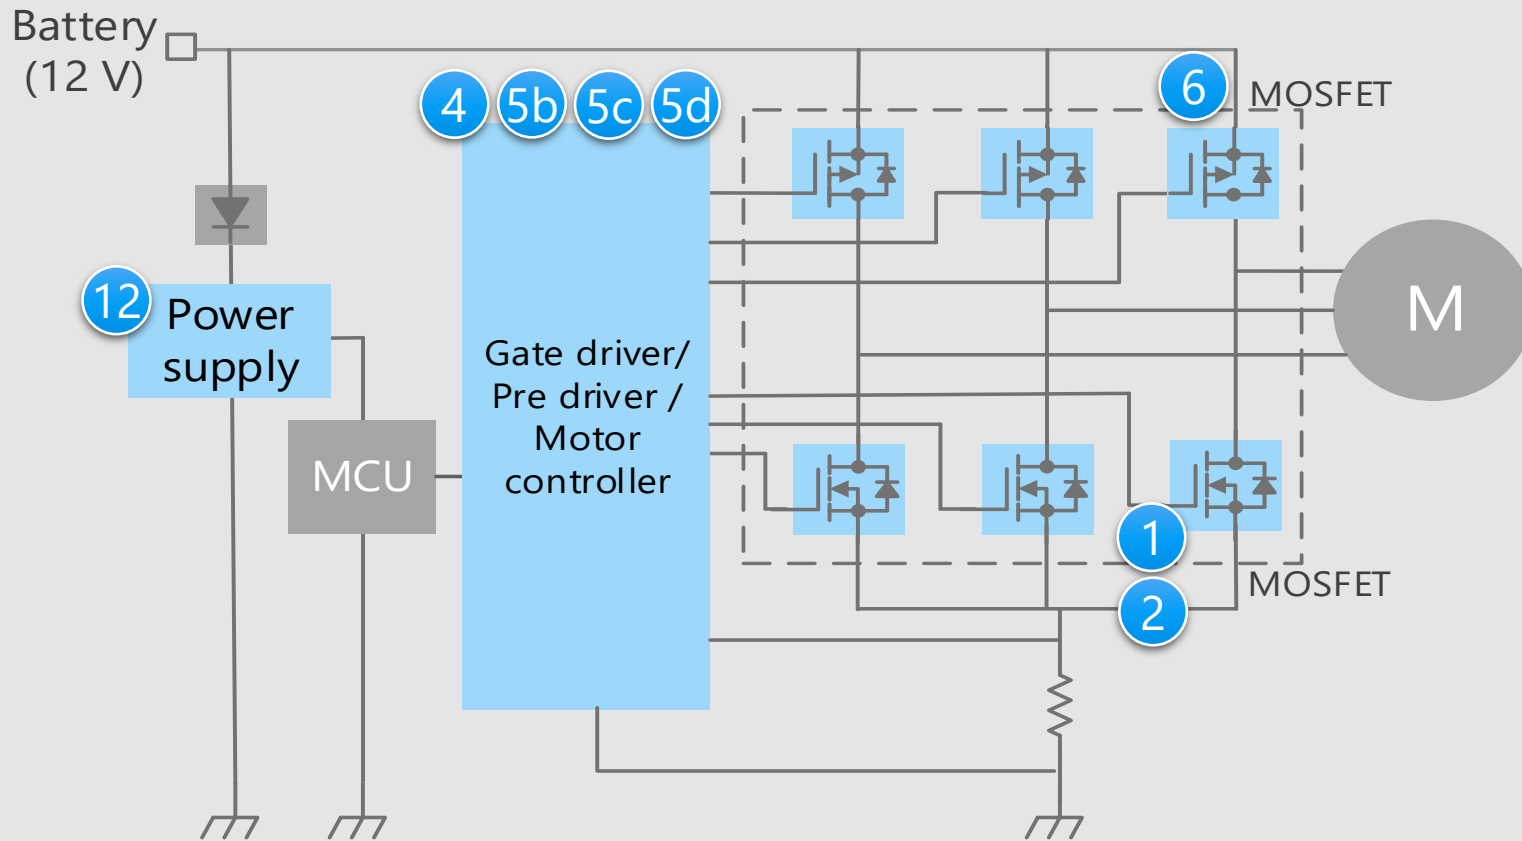 Battery
(12 V)
4 5b 5c 5d
6
MOSFET
12
Power
supply
Gate driver/
Pre driver /
Motor
controller
M
MCU
1
MOSFET
2